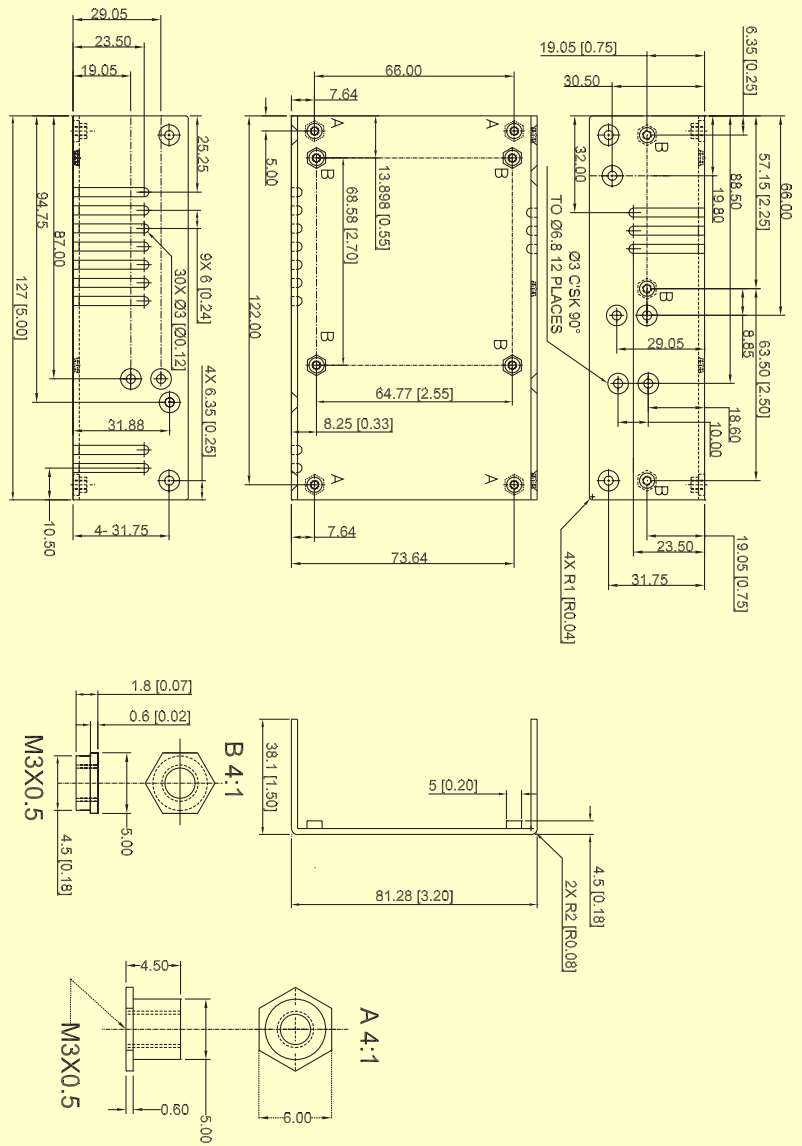 29.05
23.50
19.05
25.25
9X 6 [0.24]
30X Ø3 [Ø0.12]
87.00
94.75
127 [5.00]
4X 6.35 [0.25]
31.88
4- 31.75
10.50
66.00
7.64
A
A
B
B
5.00
13.898 [0.55]
68.58 [2.70]
122.00
B
B
64.77 [2.55]
8.25 [0.33]
A
A
7.64
73.64
6.35 [0.25]
19.05 [0.75]
30.50
B
66.00
57.15 [2.25]
88.50
19.80
32.00
Ø3 C'SK 90°
TO Ø6.8 12 PLACES
B
8.85
63.50 [2.50]
29.05
18.60
10.00
B
23.50
19.05 [0.75]
31.75
4X R1 [R0.04]
1.8 [0.07]
0.6 [0.02]
B 4:1
M3X0.5
4.5 [0.18]
5.00
38.1 [1.50]
5 [0.20]
4.5 [0.18]
2X R2 [R0.08]
81.28 [3.20]
A 4:1
4.50
M3X0.5
0.60
5.00
6.00